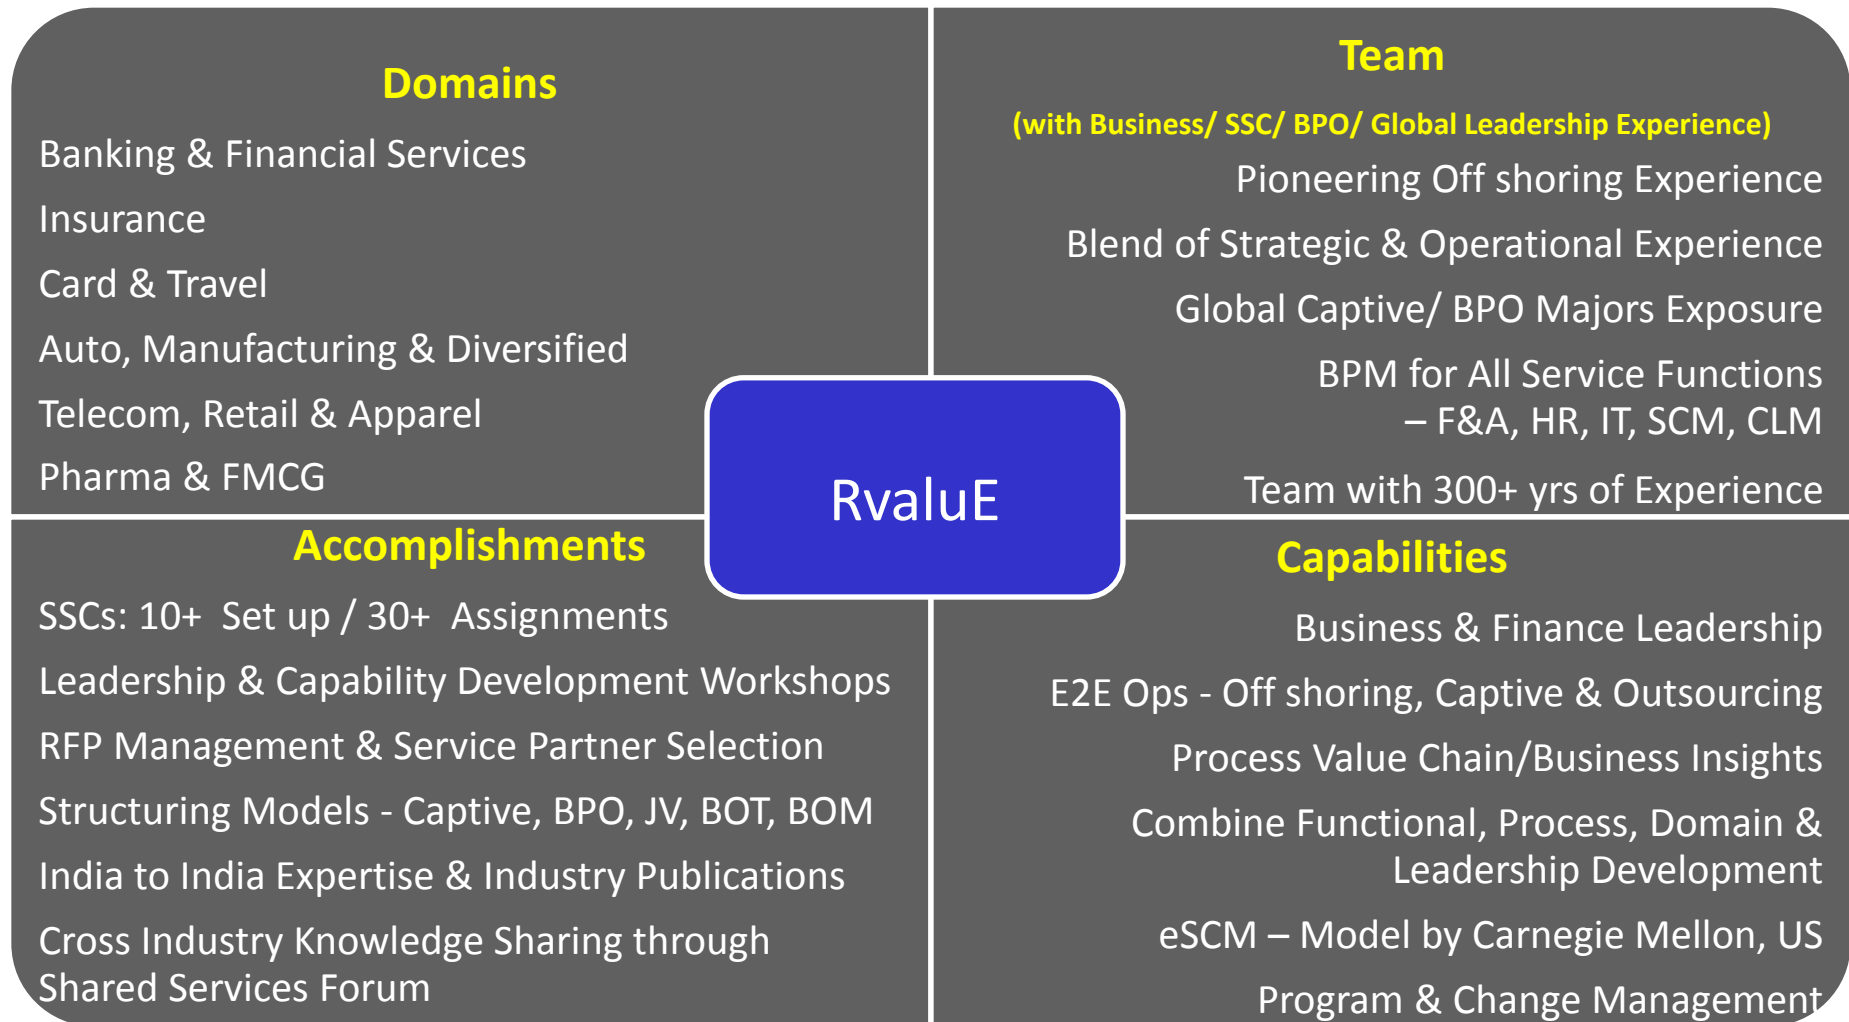 Domains
Banking & Financial Services
Insurance
Card & Travel
Auto, Manufacturing & Diversified
Telecom, Retail & Apparel
Pharma & FMCG
Team
(with Business/ SSC/ BPO/ Global Leadership Experience)
Pioneering Off shoring Experience
Blend of Strategic & Operational Experience
Global Captive/ BPO Majors Exposure
BPM for All Service Functions
– F&A, HR, IT, SCM, CLM
Team with 300+ yrs of Experience
RvaluE
Accomplishments
SSCs: 10+ Set up / 30+ Assignments
Leadership & Capability Development Workshops
RFP Management & Service Partner Selection
Structuring Models - Captive, BPO, JV, BOT, BOM
India to India Expertise & Industry Publications
Cross Industry Knowledge Sharing through
Shared Services Forum
Capabilities
Business & Finance Leadership
E2E Ops - Off shoring, Captive & Outsourcing
Process Value Chain/Business Insights
Combine Functional, Process, Domain &
Leadership Development
eSCM – Model by Carnegie Mellon, US
Program & Change Management